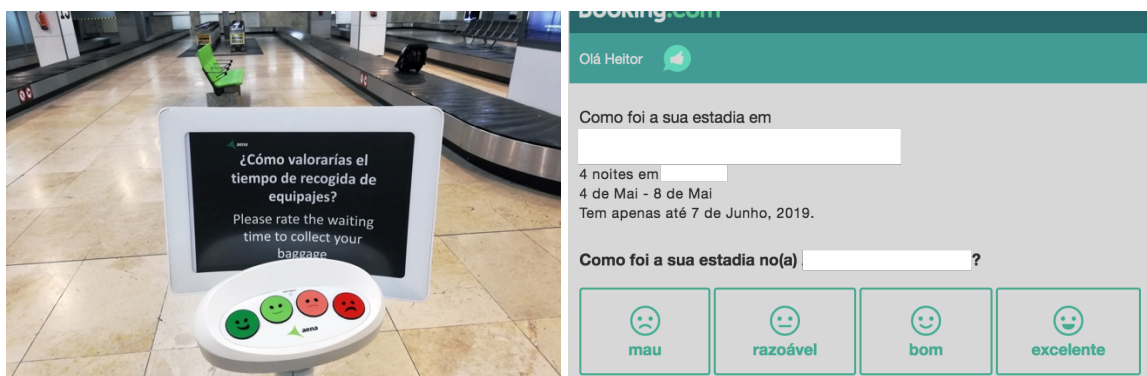 aena
¿Cómo valorarías el
tiempo de recogida de
equipajes?
Please rate the waiting
time to collect your
baggage
aena
Booking.com
Olá Heitor
Como foi a sua estadia em
4 noites em
4 de Mai - 8 de Mai
Tem apenas até 7 de Junho, 2019.
Como foi a sua estadia no(a)
?
mau
razoável
bom
excelente